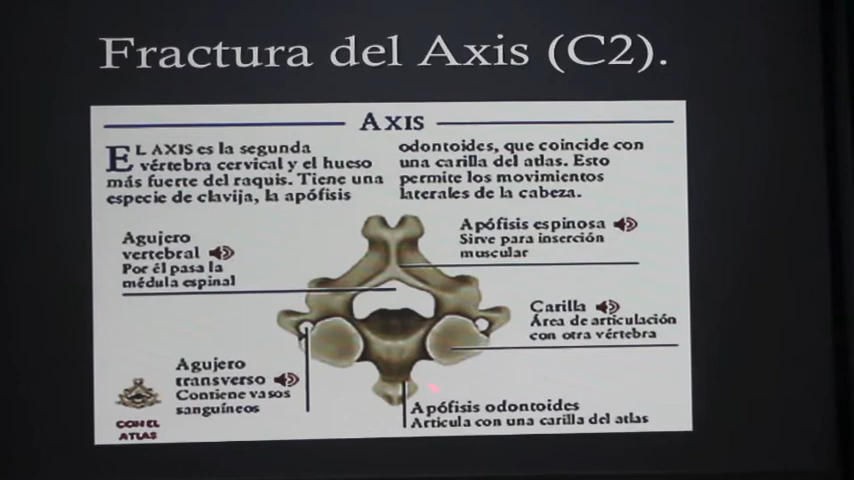 Fractura del Axis (C2).
AXIS
EL AXIS es la segunda
vértebra cervical y el hueso
más fuerte del raquis. Tiene una
especie de clavija, la apófisis
odontoides, que coincide con
una carilla del atlas. Esto
permite los movimientos
laterales de la cabeza.
Agujero
vertebral
Por él pasa la
médula espinal
Apófisis espinosa
Sirve para inserción
muscular
Carilla
Área de articulación
con otra vértebra
Agujero
transverso
Contiene vasos
sanguíneos
CON EL
ATLAS
Apófisis odontoides
Articula con una carilla del atlas